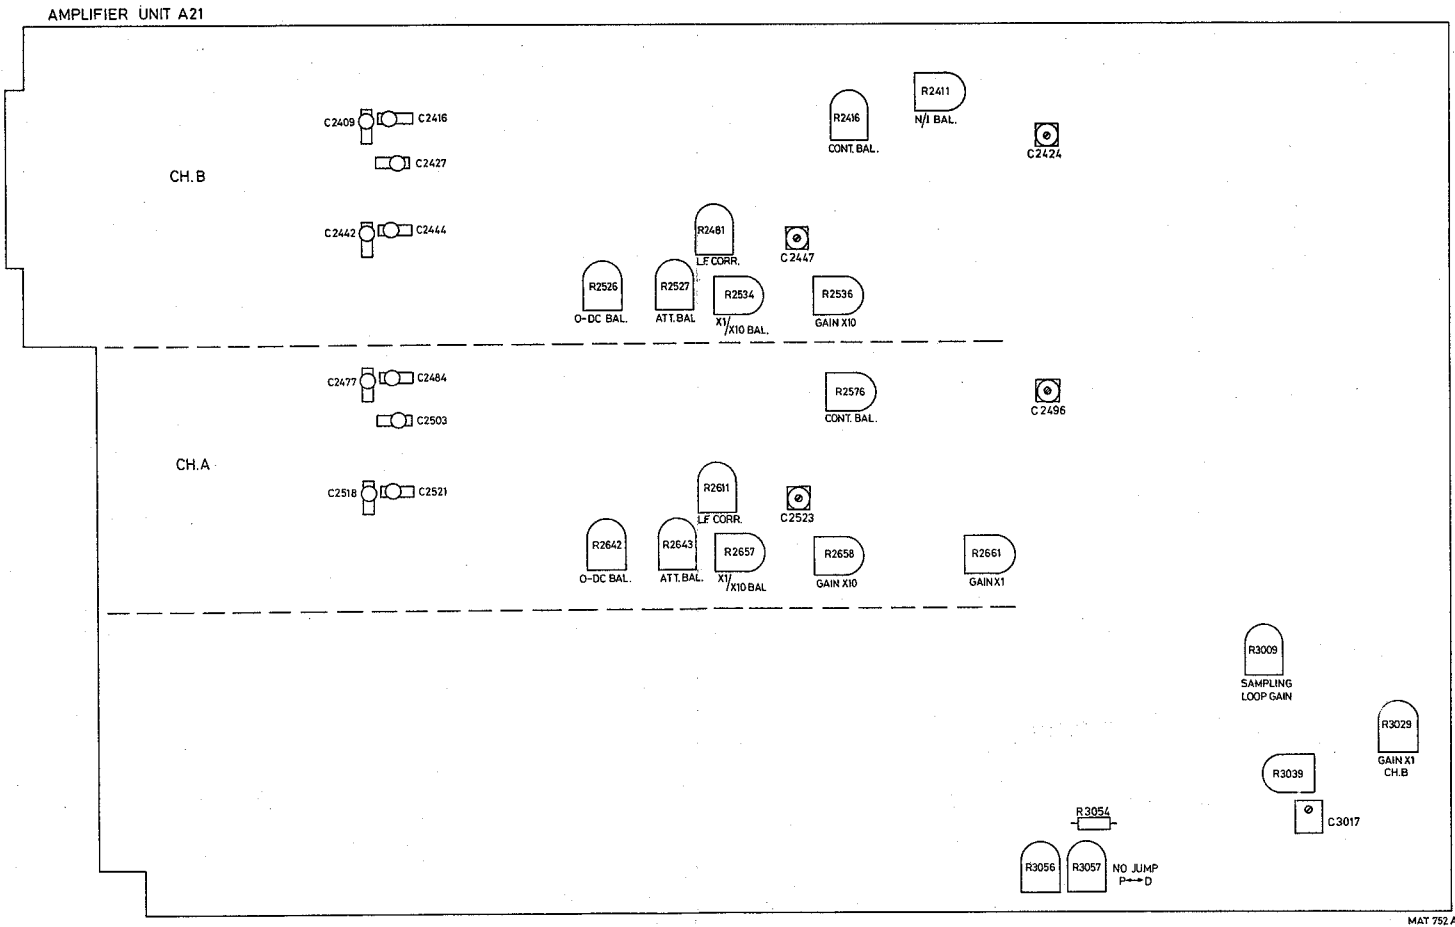 AMPLIFIER UNIT A21
R2411
N/I BAL.
R2416
CONT. BAL.
C2409
C2416
C2424
C2427
CH.B
C2442
C2444
R2481
L.F. CORR.
C2447
R2526
O-DC BAL.
R2527
ATT. BAL
R2534
X1/X10 BAL.
R2536
GAIN X10
C2477
C2484
R2576
CONT. BAL.
C2496
C2503
CH.A
C2518
C2521
R2611
L.F. CORR.
C2523
R2642
O-DC BAL.
R2643
ATT. BAL.
R2657
X1/X10 BAL
R2658
GAIN X10
R2661
GAIN X1
R3009
SAMPLING
LOOP GAIN
R3029
GAIN X1
CH.B
R3039
C3017
R3054
R3056
R3057
NO JUMP
P↔D
MAT 752 A